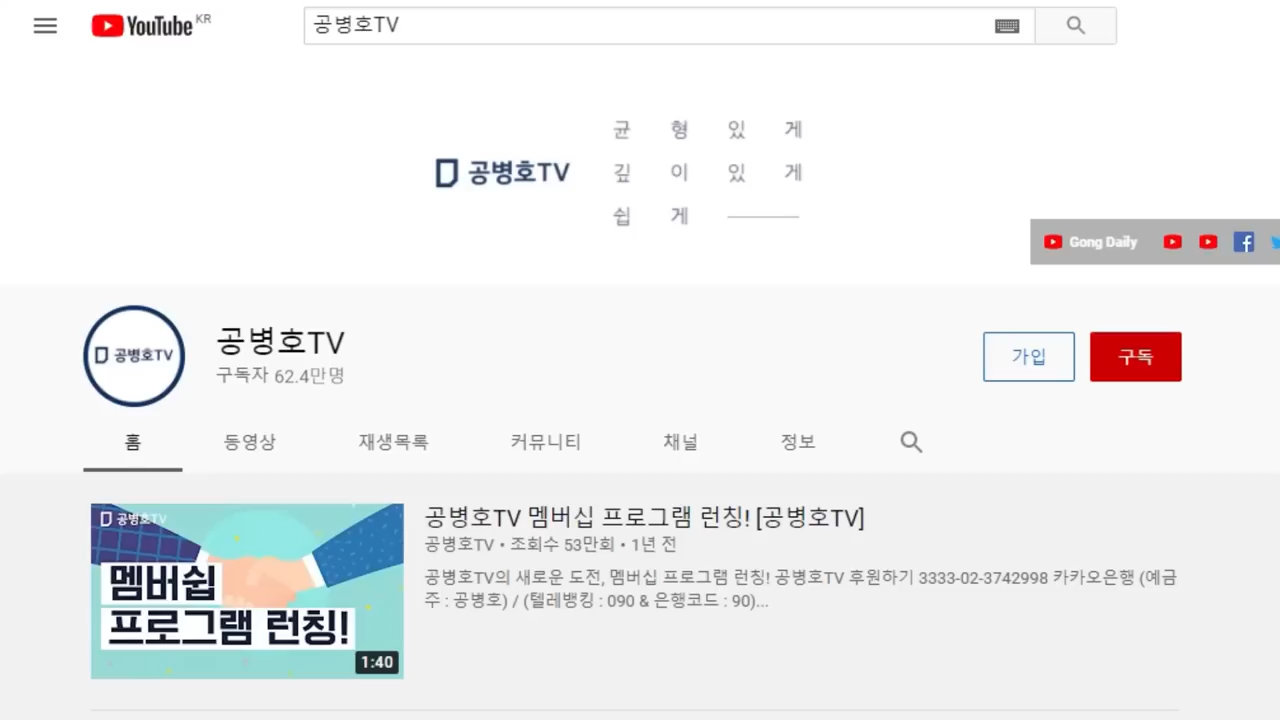 YouTube KR
공병호TV
공병호TV
균 형 있 게
깊 이 있 게
쉽 게
Gong Daily
공병호TV
공병호TV
구독자 62.4만명
가입
구독
홈
동영상
재생목록
커뮤니티
채널
정보
공병호TV
멤버쉽
프로그램 런칭!
1:40
공병호TV 멤버십 프로그램 런칭! [공병호TV]
공병호TV • 조회수 53만회 • 1년 전
공병호TV의 새로운 도전, 멤버십 프로그램 런칭! 공병호TV 후원하기 3333-02-3742998 카카오은행 (예금
주 : 공병호) / (텔레뱅킹 : 090 & 은행코드 : 90)...